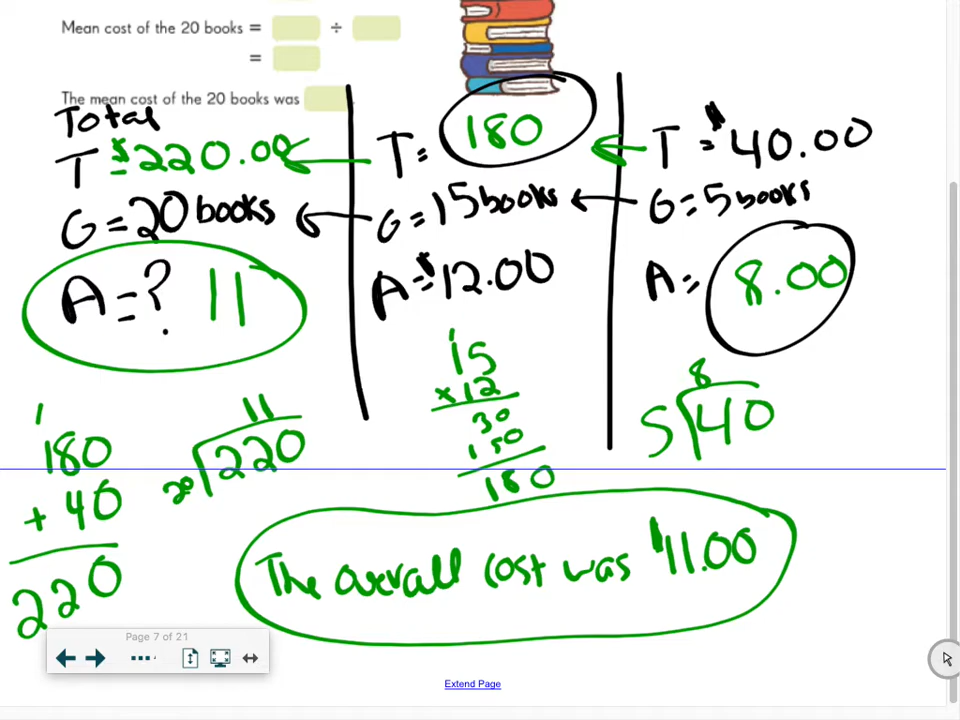 Mean cost of the 20 books = ÷
=
The mean cost of the 20 books was .
Total
T = $220.00
G = 20 books
A = ? 11
T = 180
G = 15 books
A = $12.00
T = $40.00
G = 5 books
A = 8.00
1
180
+ 40
220
11
20 220
1
15
x 12
30
150
180
8
5 40
The overall cost was $11.00
Page 7 of 21
Extend Page